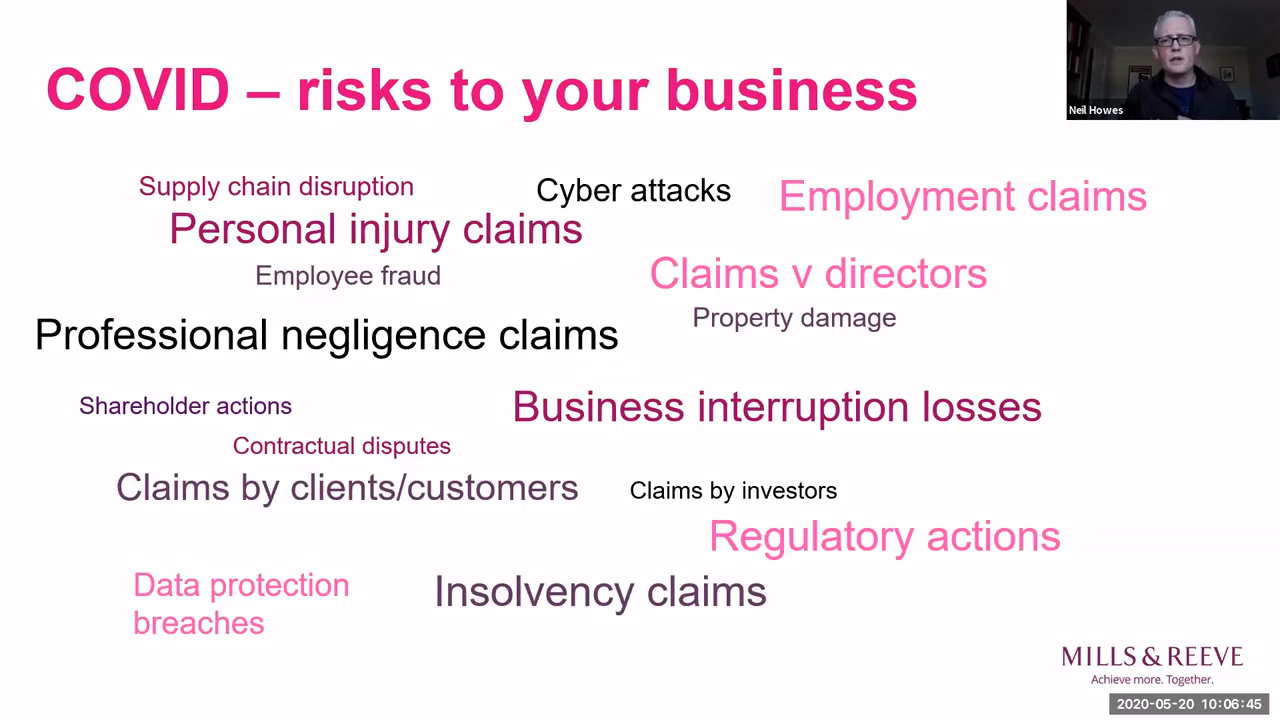 COVID – risks to your business
Neil Howes
Supply chain disruption
Cyber attacks
Employment claims
Personal injury claims
Employee fraud
Claims v directors
Property damage
Professional negligence claims
Shareholder actions
Business interruption losses
Contractual disputes
Claims by clients/customers
Claims by investors
Regulatory actions
Data protection
breaches
Insolvency claims
MILLS & REEVE
Achieve more. Together.
2020-05-20 10:06:45